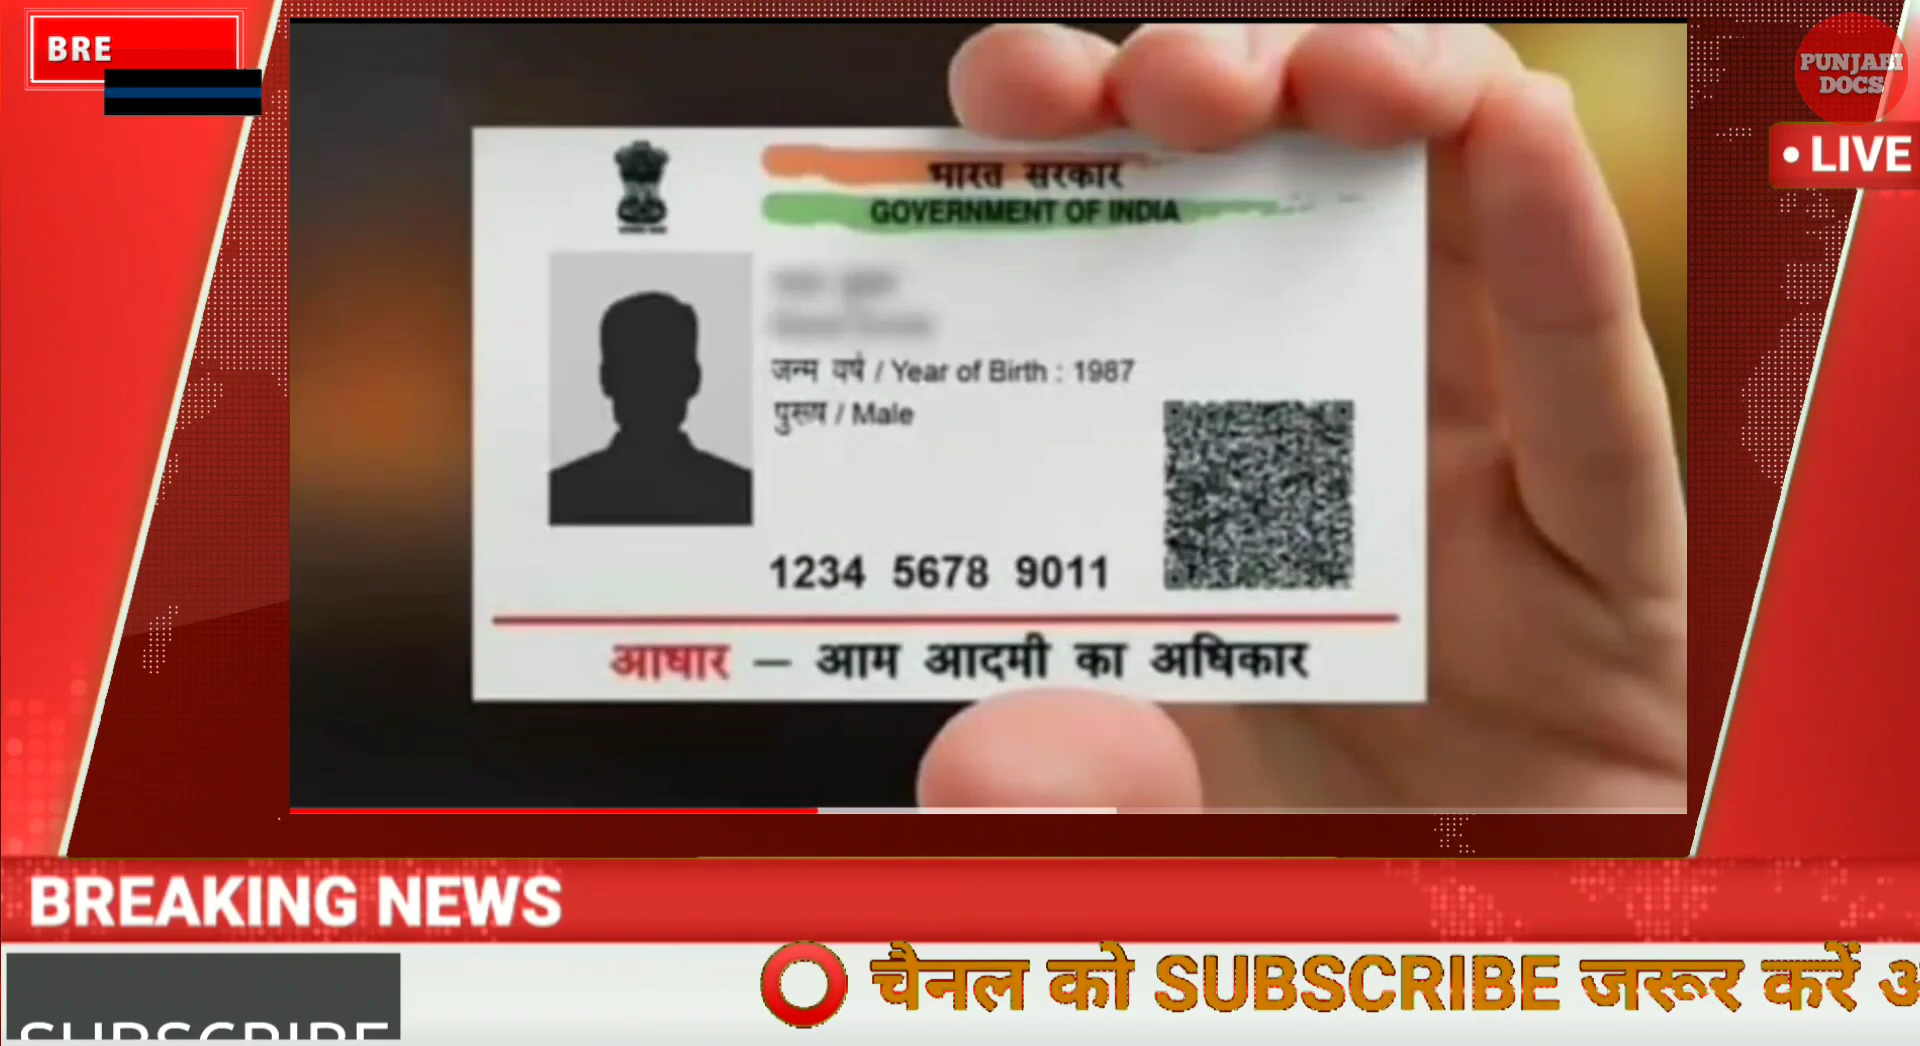 BRE
PUNJABI
DOCS
• LIVE
भारत सरकार
GOVERNMENT OF INDIA
जन्म वर्ष / Year of Birth : 1987
पुरूष / Male
1234 5678 9011
आधार — आम आदमी का अधिकार
BREAKING NEWS
SUBSCRIBE
चैनल को SUBSCRIBE जरूर करें